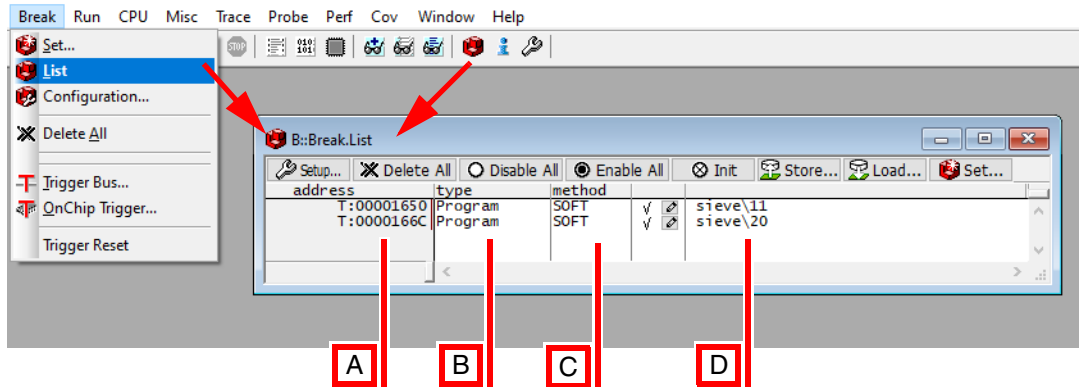 Break Run CPU Misc Trace Probe Perf Cov Window Help
Set...
STOP
010
101
List
Configuration...
Delete All
B::Break.List
Setup... Delete All Disable All Enable All Init Store... Load... Set...
address type method
T:00001650 Program SOFT √ sieve\11
T:0000166C Program SOFT √ sieve\20
Trigger Bus...
OnChip Trigger...
Trigger Reset
A B C D